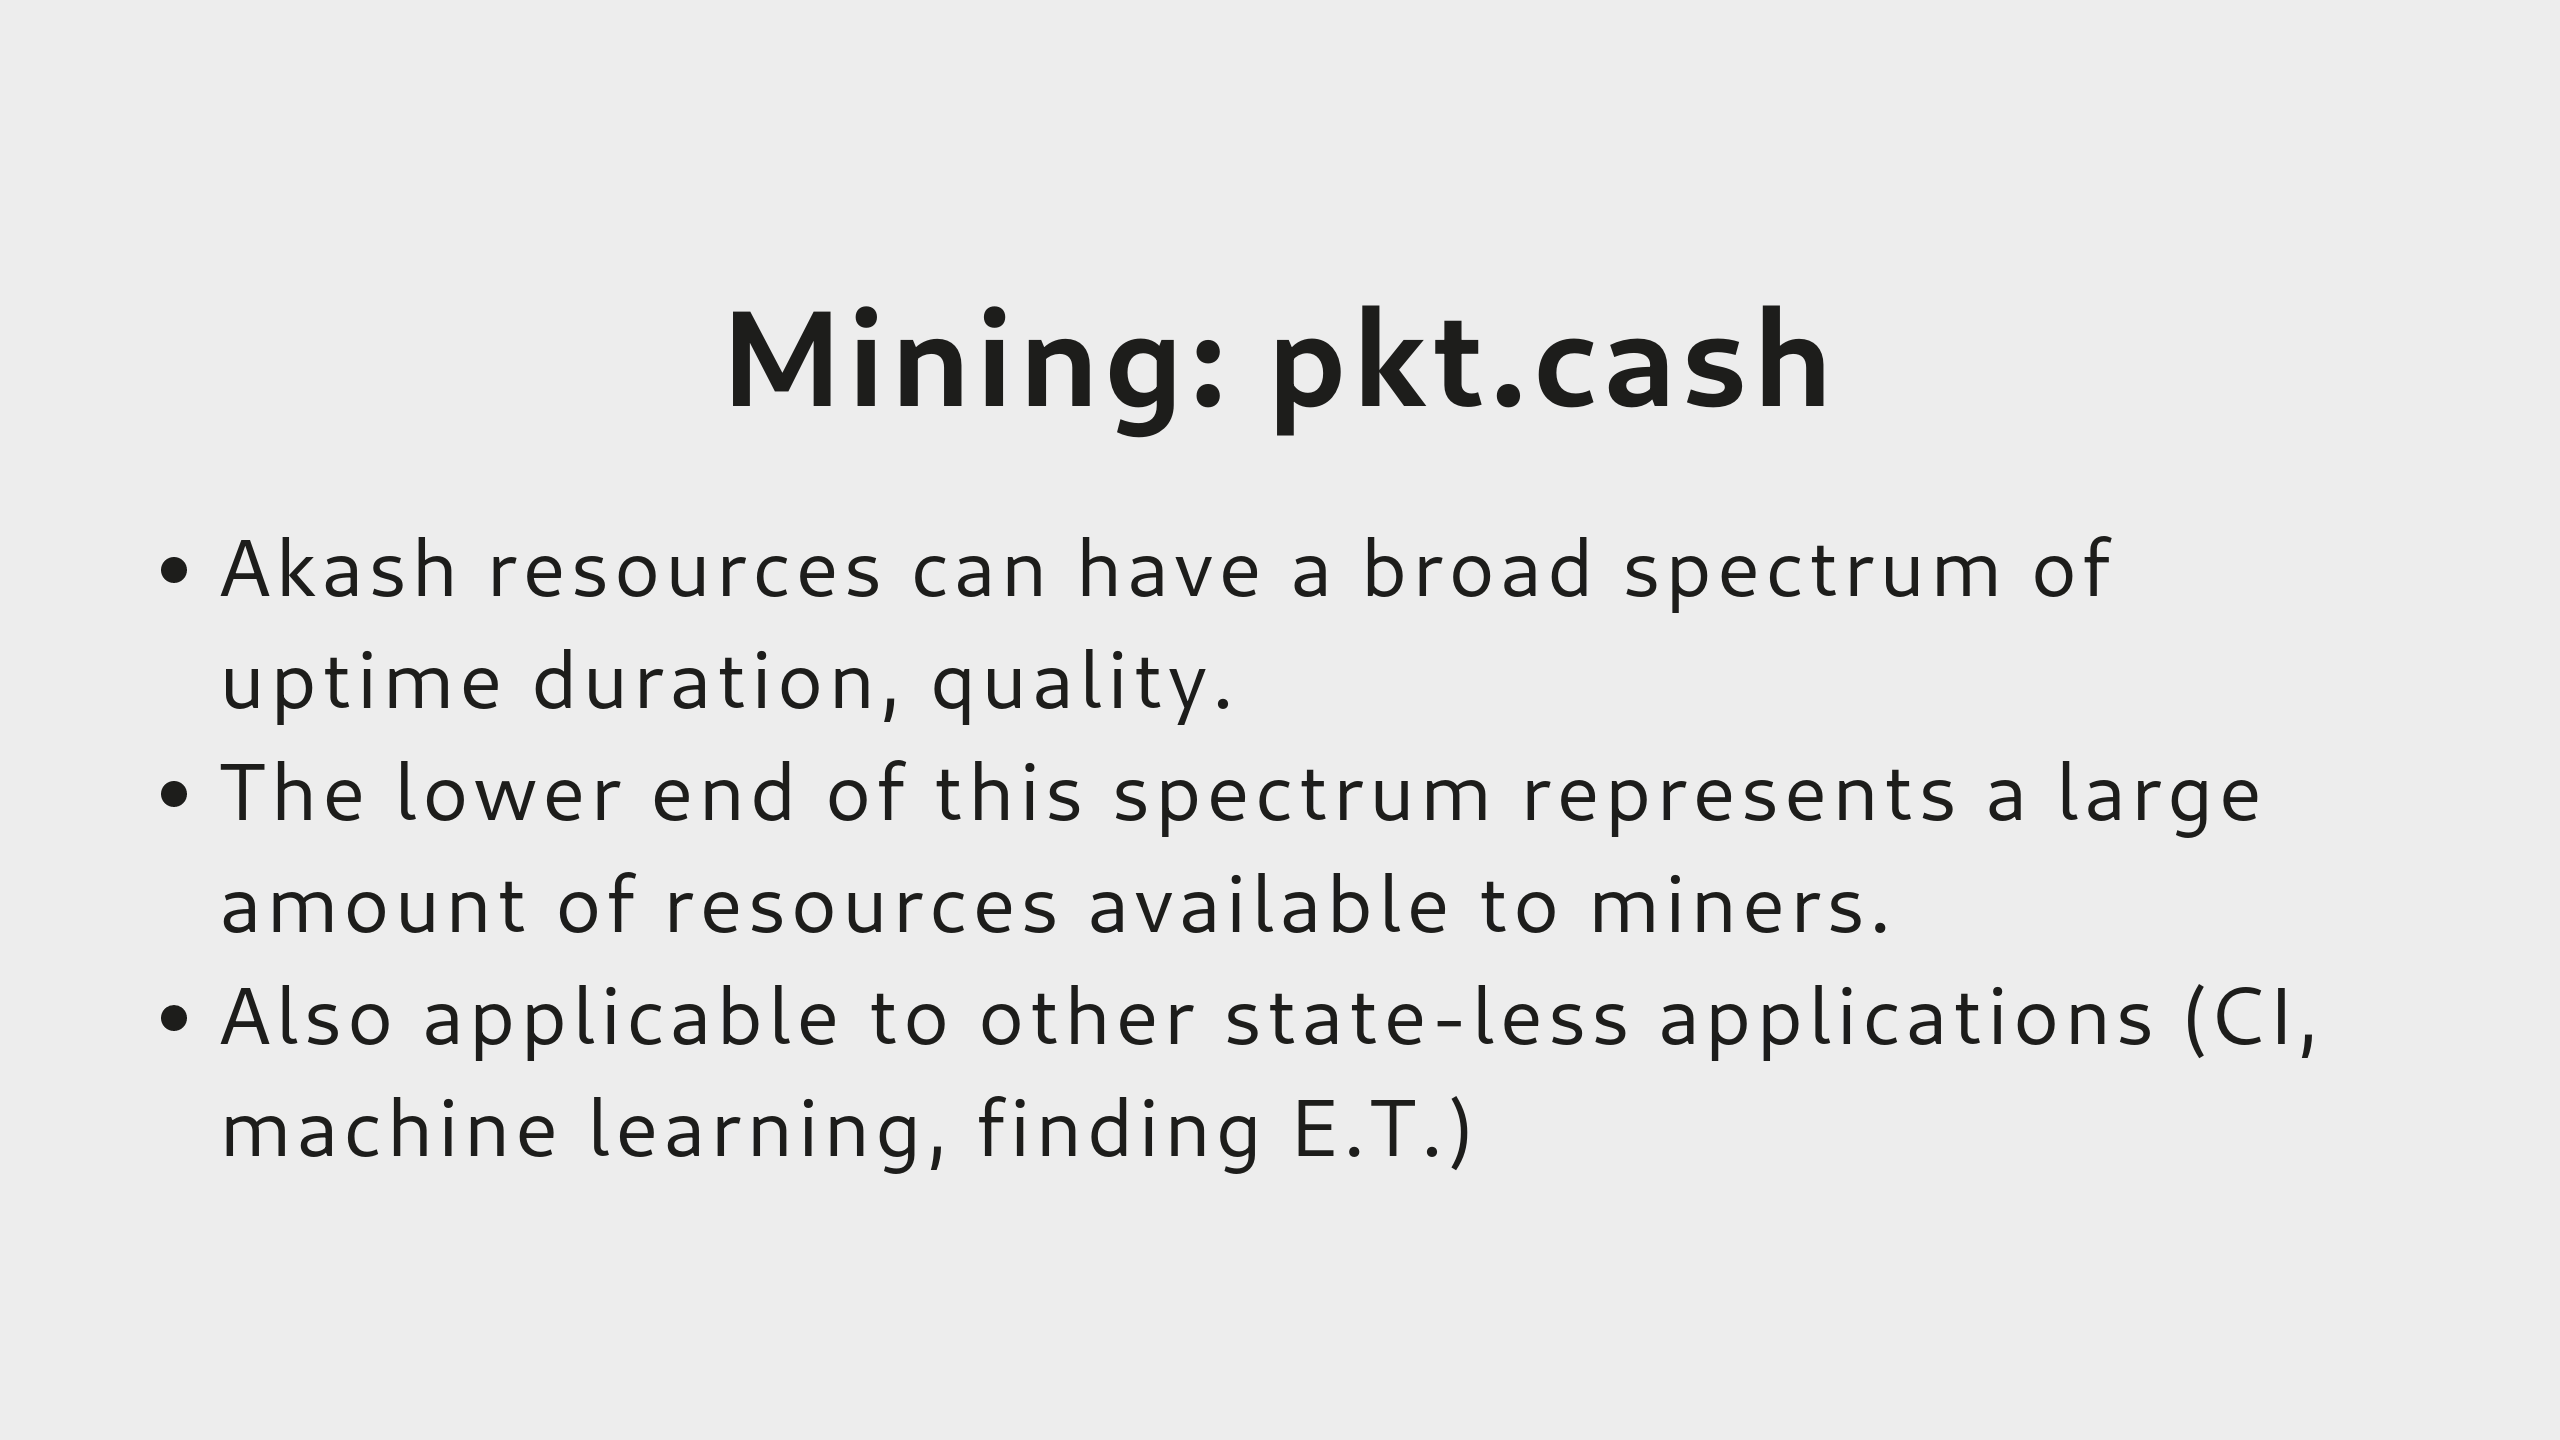 Mining: pkt.cash
• Akash resources can have a broad spectrum of
uptime duration, quality.
• The lower end of this spectrum represents a large
amount of resources available to miners.
• Also applicable to other state-less applications (CI,
machine learning, finding E.T.)